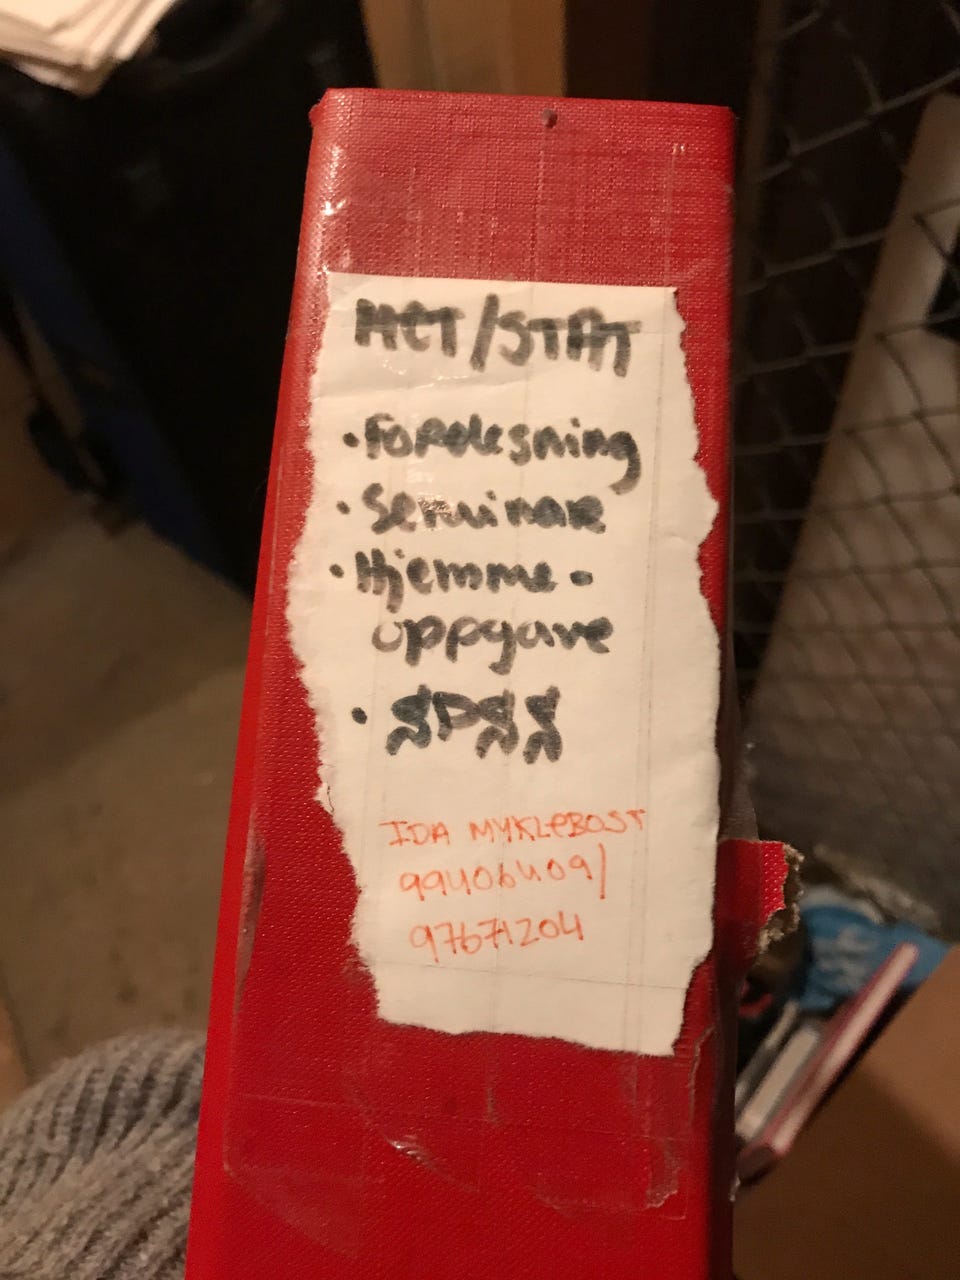 MET/STAT
• Forelesning
• Seminar
• Hjemme-
oppgave
• SPSS
IDA MYKLEBOST
99406409/
97671204